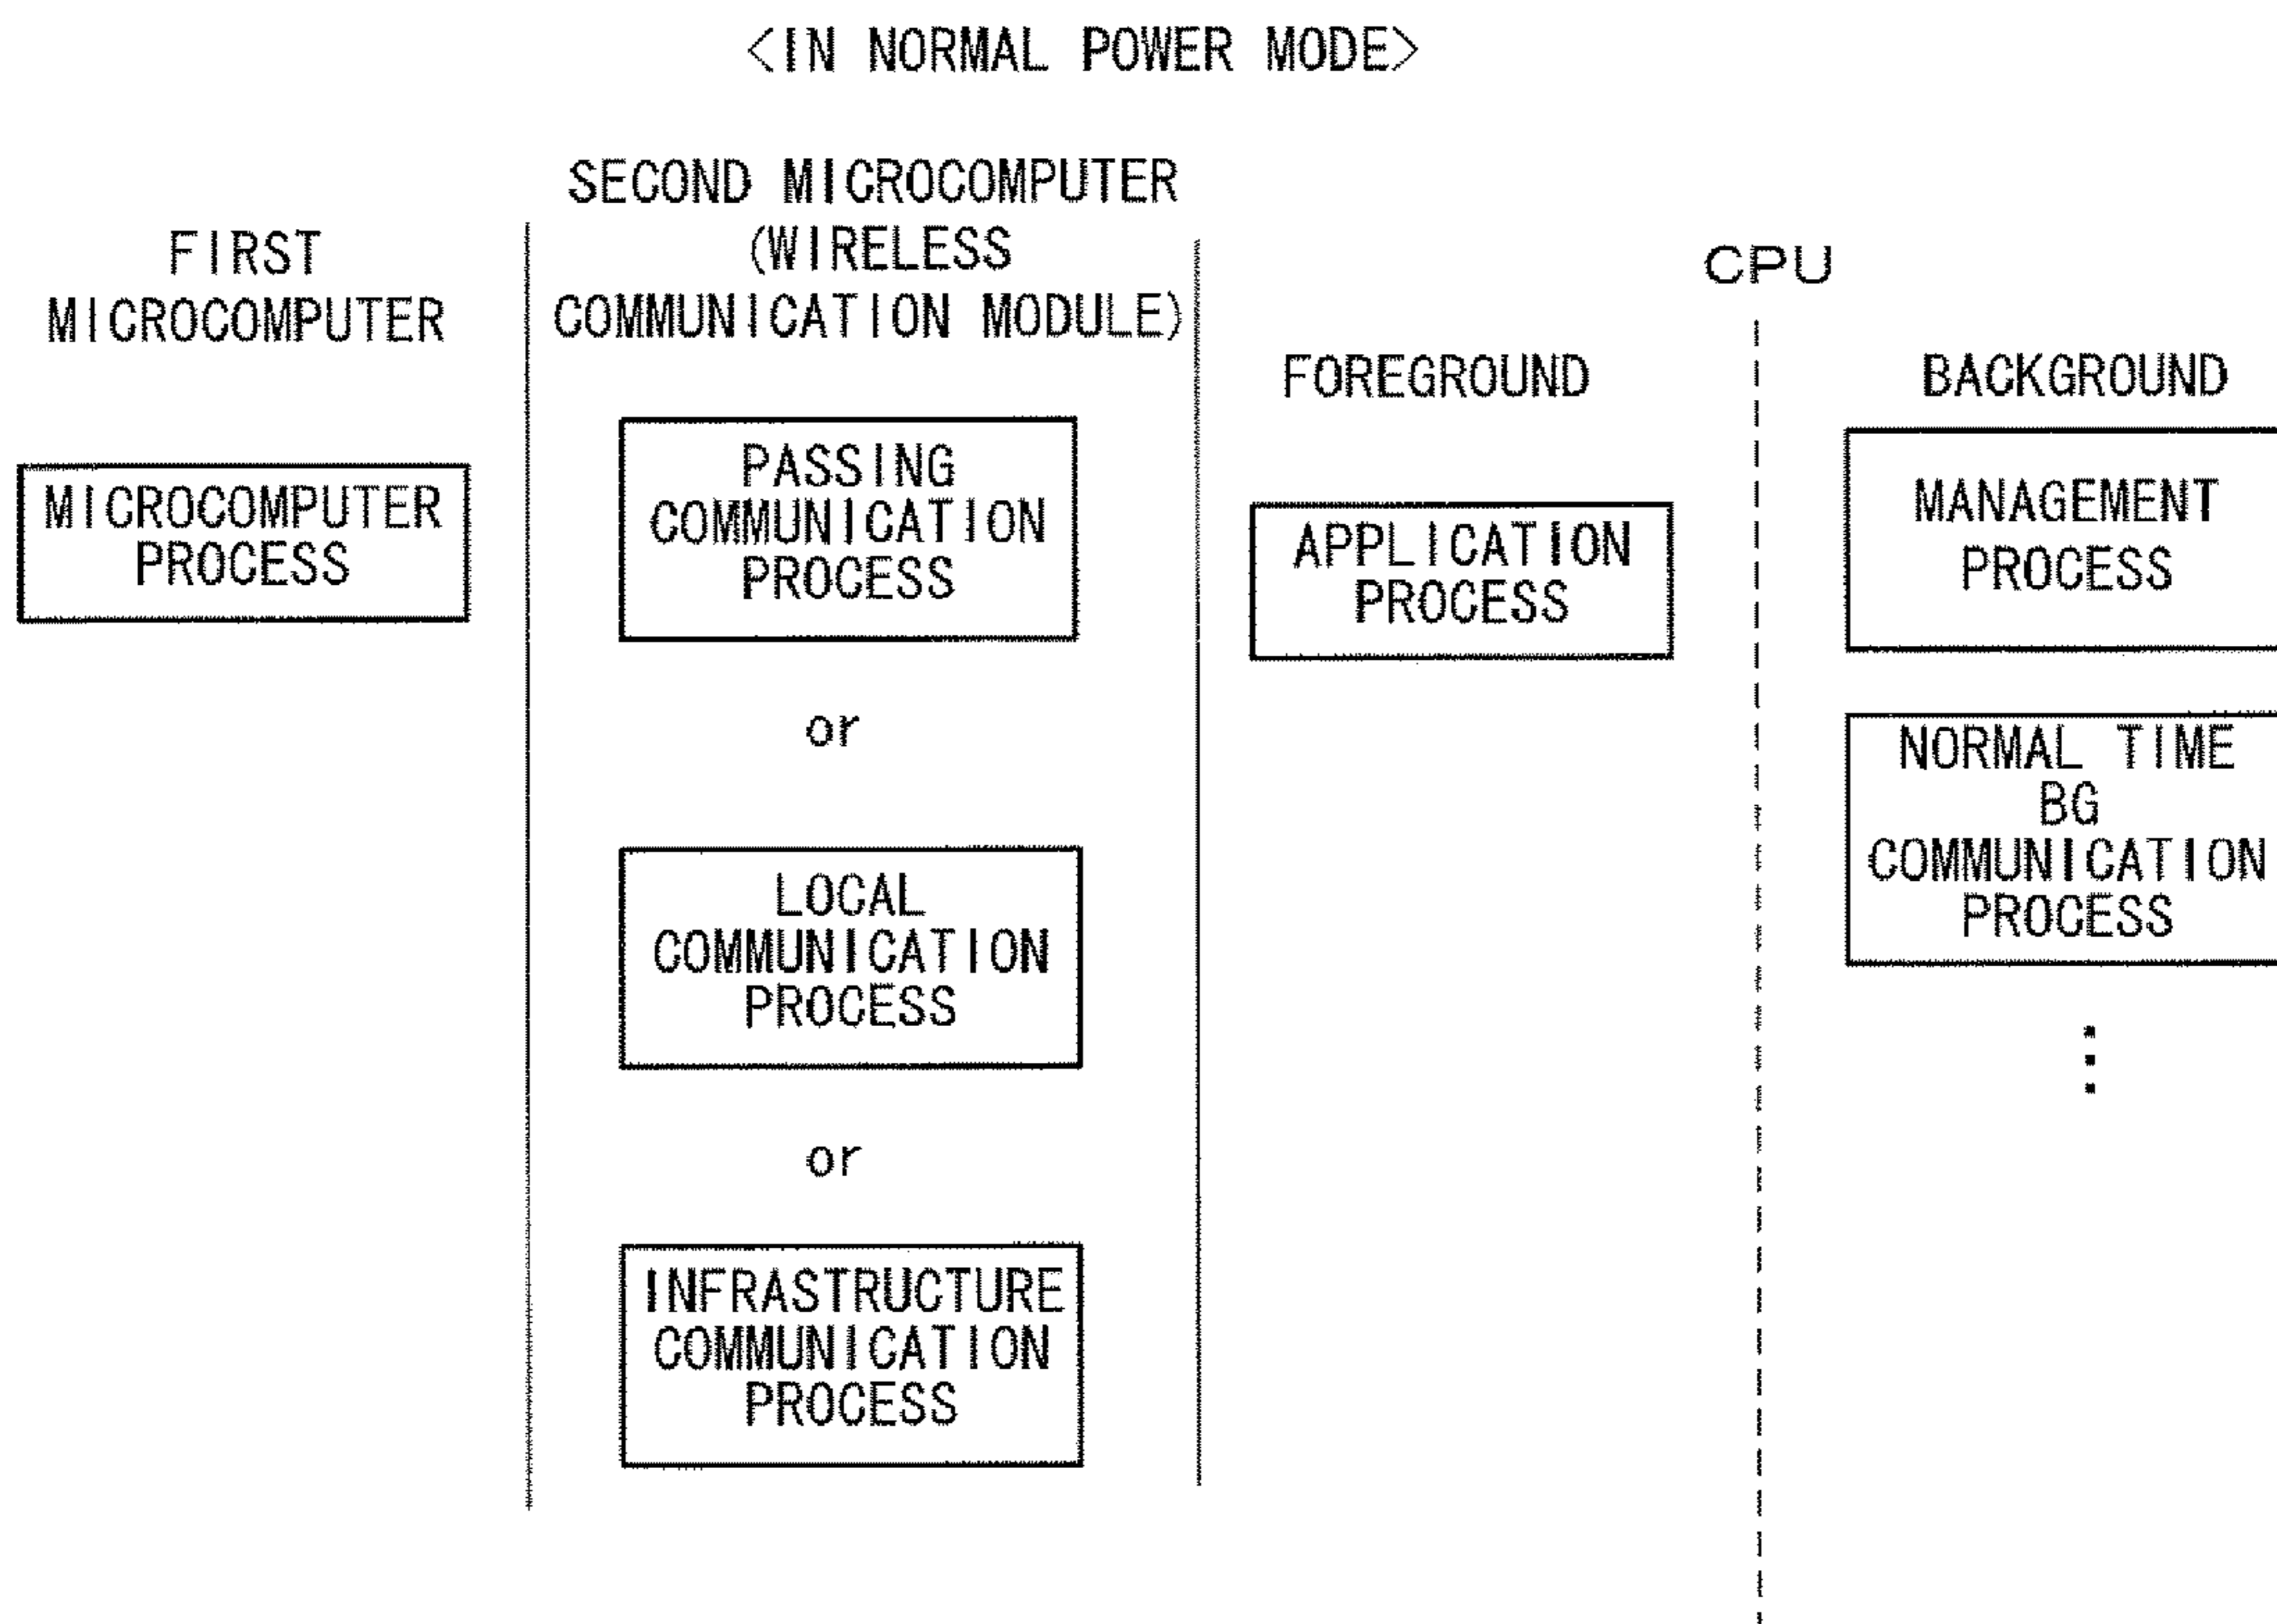 <IN NORMAL POWER MODE>
FIRST
MICROCOMPUTER
MICROCOMPUTER
PROCESS
SECOND MICROCOMPUTER
(WIRELESS
COMMUNICATION MODULE)
PASSING
COMMUNICATION
PROCESS
or
LOCAL
COMMUNICATION
PROCESS
or
INFRASTRUCTURE
COMMUNICATION
PROCESS
CPU
FOREGROUND
APPLICATION
PROCESS
BACKGROUND
MANAGEMENT
PROCESS
NORMAL TIME
BG
COMMUNICATION
PROCESS